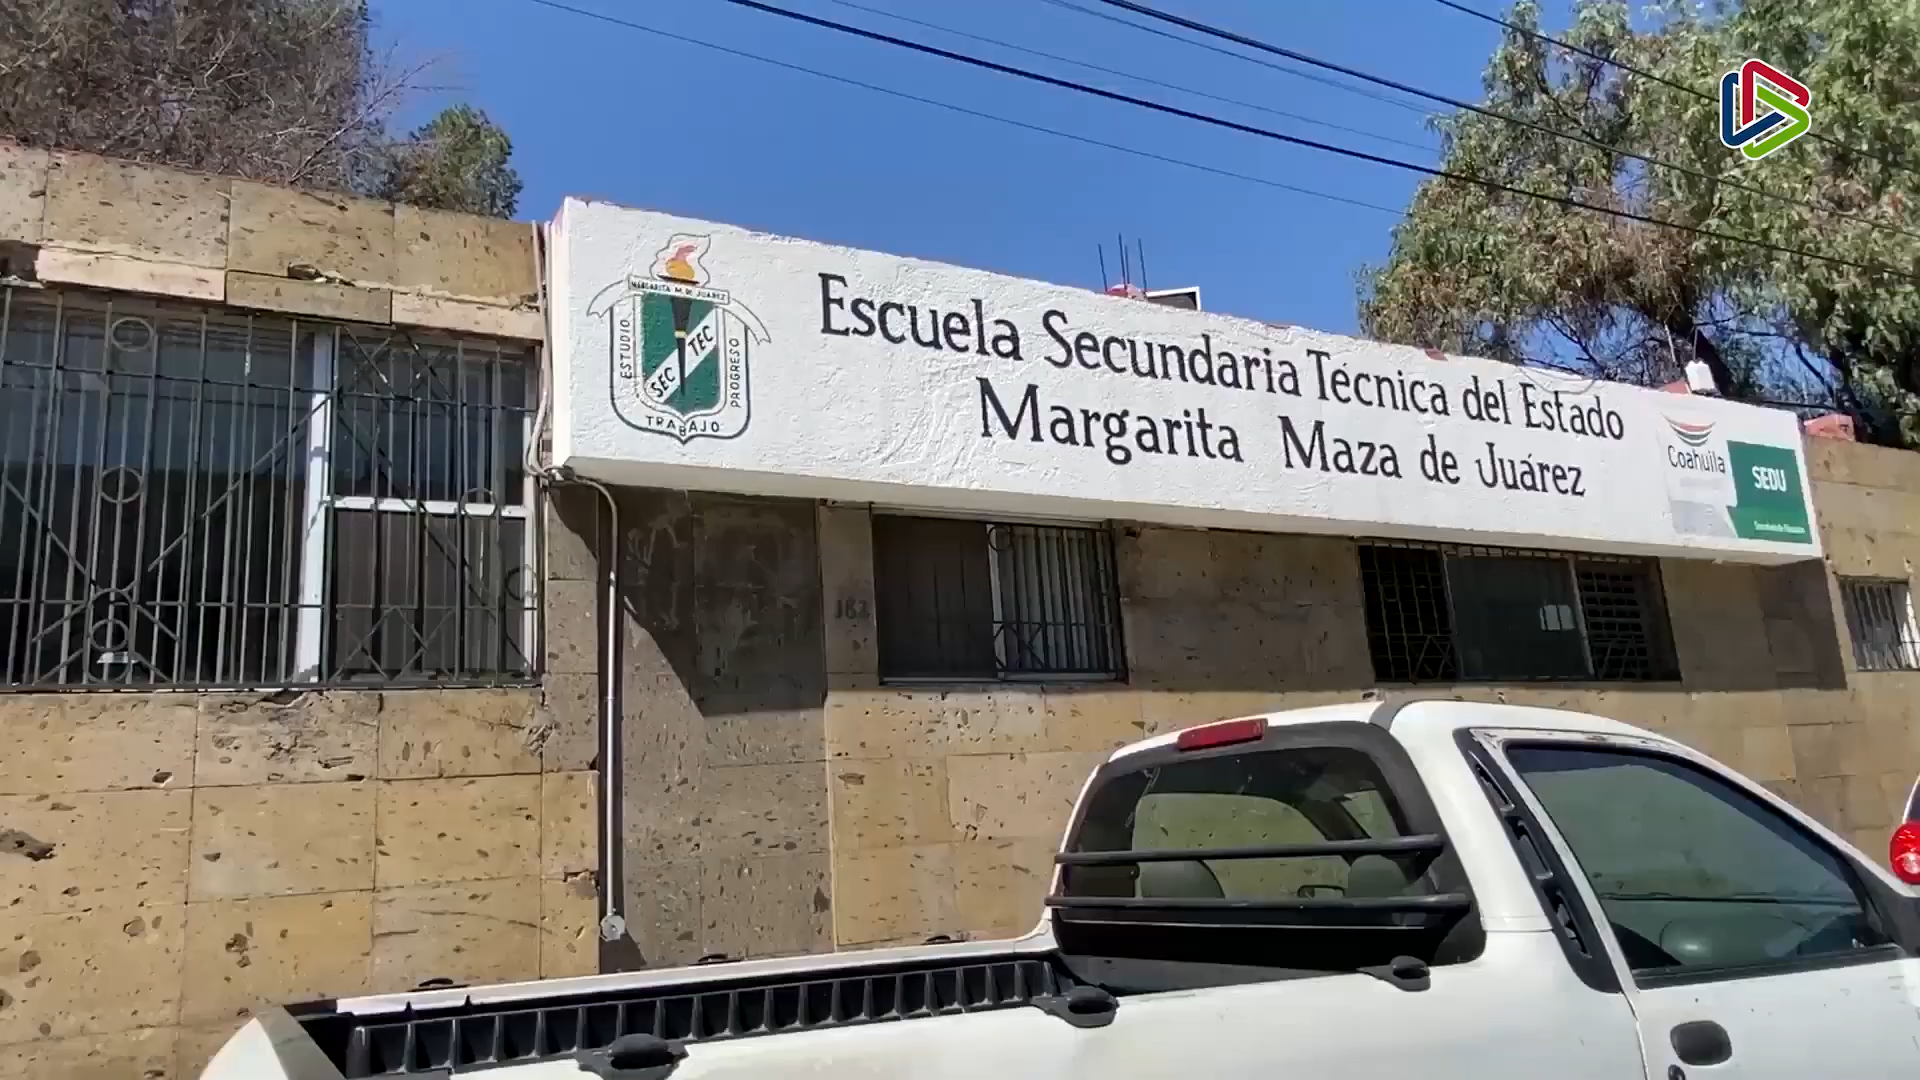 MARGARITA M. DE JUAREZ
ESTUDIO
SEC TEC
PROGRESO
TRABAJO
Escuela Secundaria Técnica del Estado
Margarita Maza de Juárez
Coahuila
SEDU
182